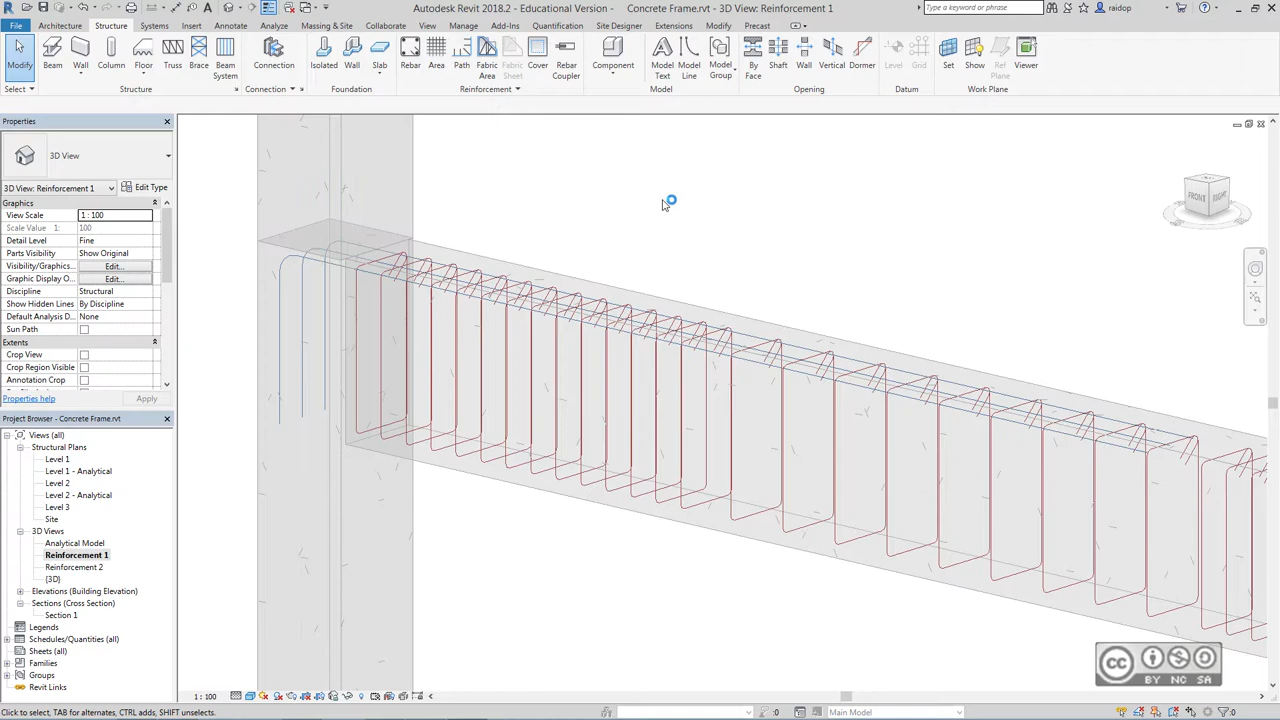 Autodesk Revit 2018.2 - Educational Version - Concrete Frame.rvt - 3D View: Reinforcement 1
Type a keyword or phrase
raidop
File Architecture Structure Systems Insert Annotate Analyze Massing & Site Collaborate View Manage Add-Ins Quantification Site Designer Extensions Modify Precast
Modify Beam Wall Column Floor Truss Brace Beam System Connection Isolated Wall Slab Rebar Area Path Fabric Area Fabric Sheet Cover Rebar Coupler Component Model Text Model Line Model Group By Face Shaft Wall Vertical Dormer Level Grid Set Show Ref Plane Viewer
Select Structure Connection Foundation Reinforcement Model Opening Datum Work Plane
Properties
3D View
3D View: Reinforcement 1 Edit Type
Graphics
View Scale 1 : 100
Scale Value 1: 100
Detail Level Fine
Parts Visibility Show Original
Visibility/Graphics... Edit...
Graphic Display O... Edit...
Discipline Structural
Show Hidden Lines By Discipline
Default Analysis D... None
Sun Path
Extents
Crop View
Crop Region Visible
Annotation Crop
Properties help Apply
Project Browser - Concrete Frame.rvt
Views (all)
Structural Plans
Level 1
Level 1 - Analytical
Level 2
Level 2 - Analytical
Level 3
Site
3D Views
Analytical Model
Reinforcement 1
Reinforcement 2
{3D}
Elevations (Building Elevation)
Sections (Cross Section)
Section 1
Legends
Schedules/Quantities (all)
Sheets (all)
Families
Groups
Revit Links
FRONT RIGHT
cc
BY NC SA
1 : 100
Click to select, TAB for alternates, CTRL adds, SHIFT unselects.
:0
Main Model
:0